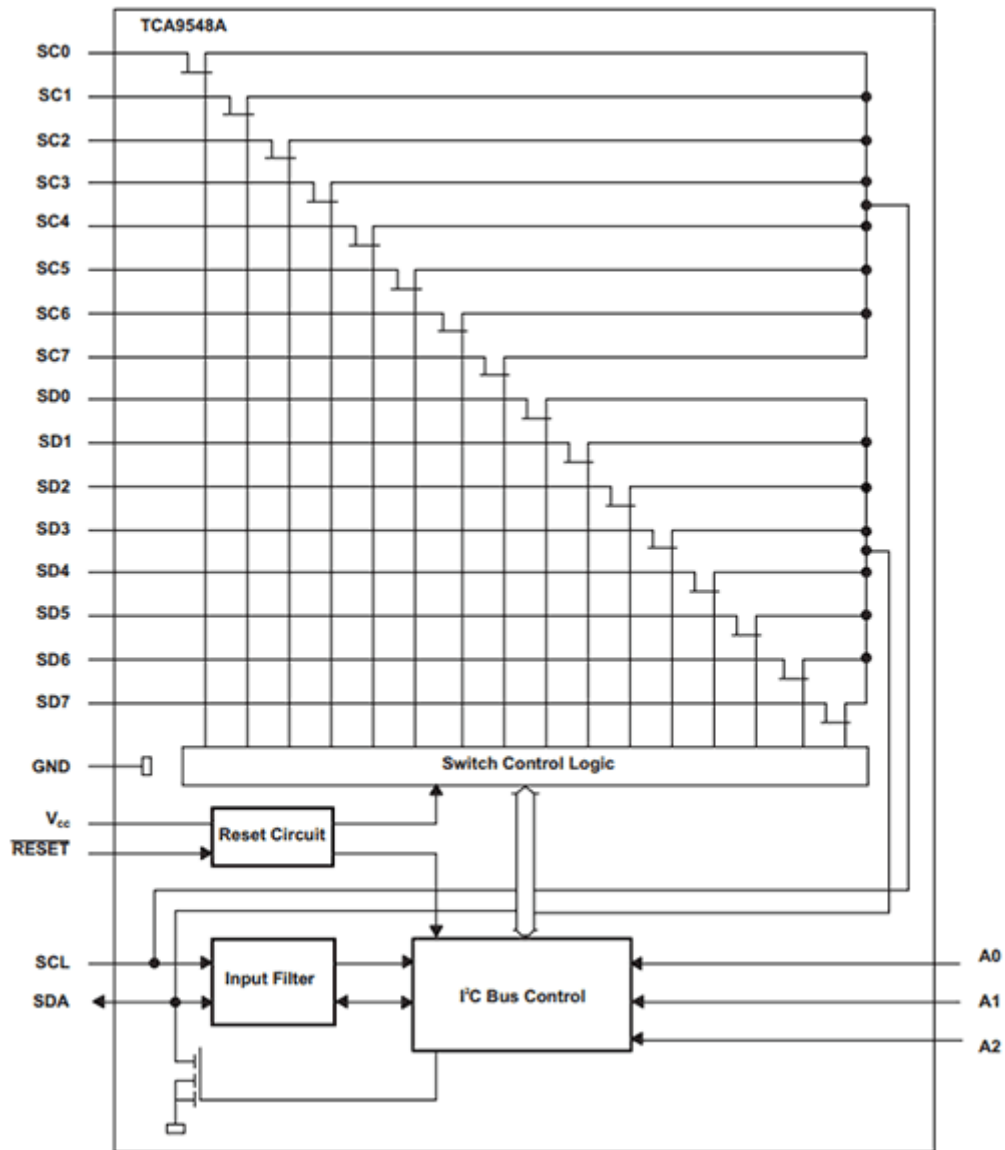 TCA9548A
SC0
SC1
SC2
SC3
SC4
SC5
SC6
SC7
SD0
SD1
SD2
SD3
SD4
SD5
SD6
SD7
GND
Switch Control Logic
Vcc
Reset Circuit
RESET
SCL
Input Filter
I²C Bus Control
A0
SDA
A1
A2